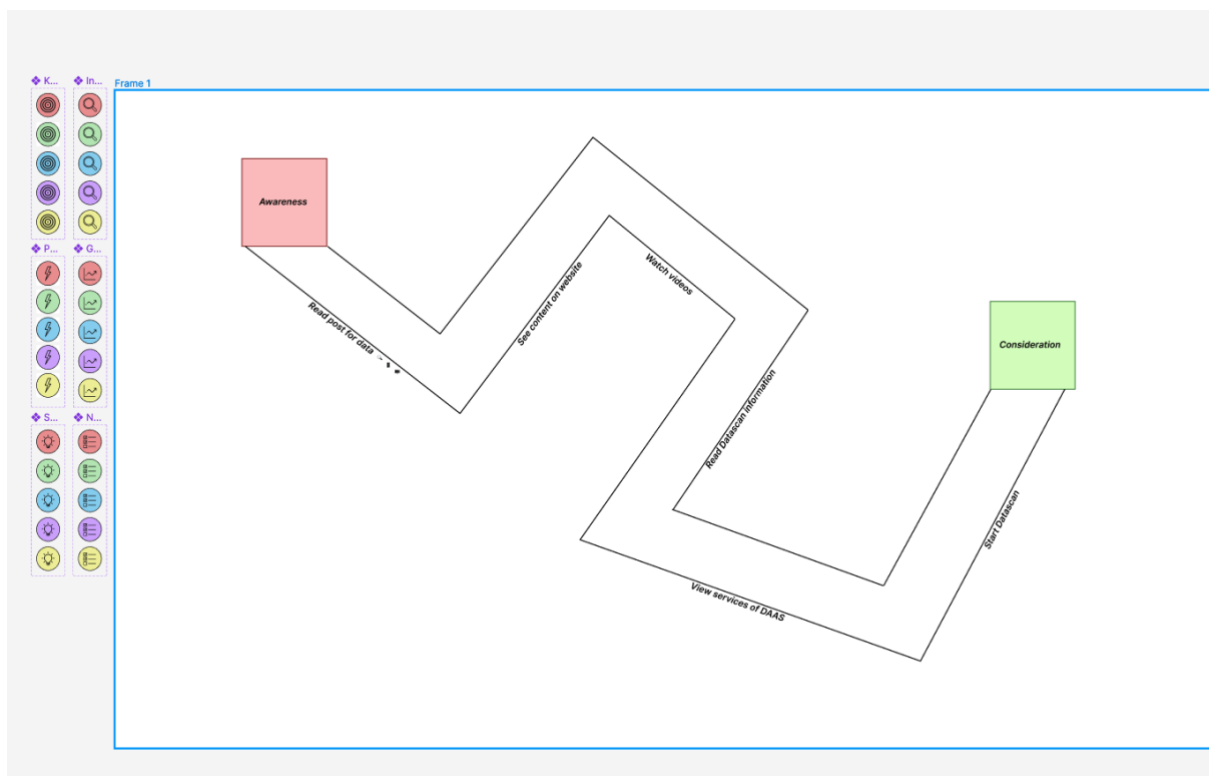 K...
In...
Frame 1
P...
G...
S...
N...
Awareness
Read post for data
See content on website
Watch videos
Read Datascan information
View services of DAAS
Start Datascan
Consideration